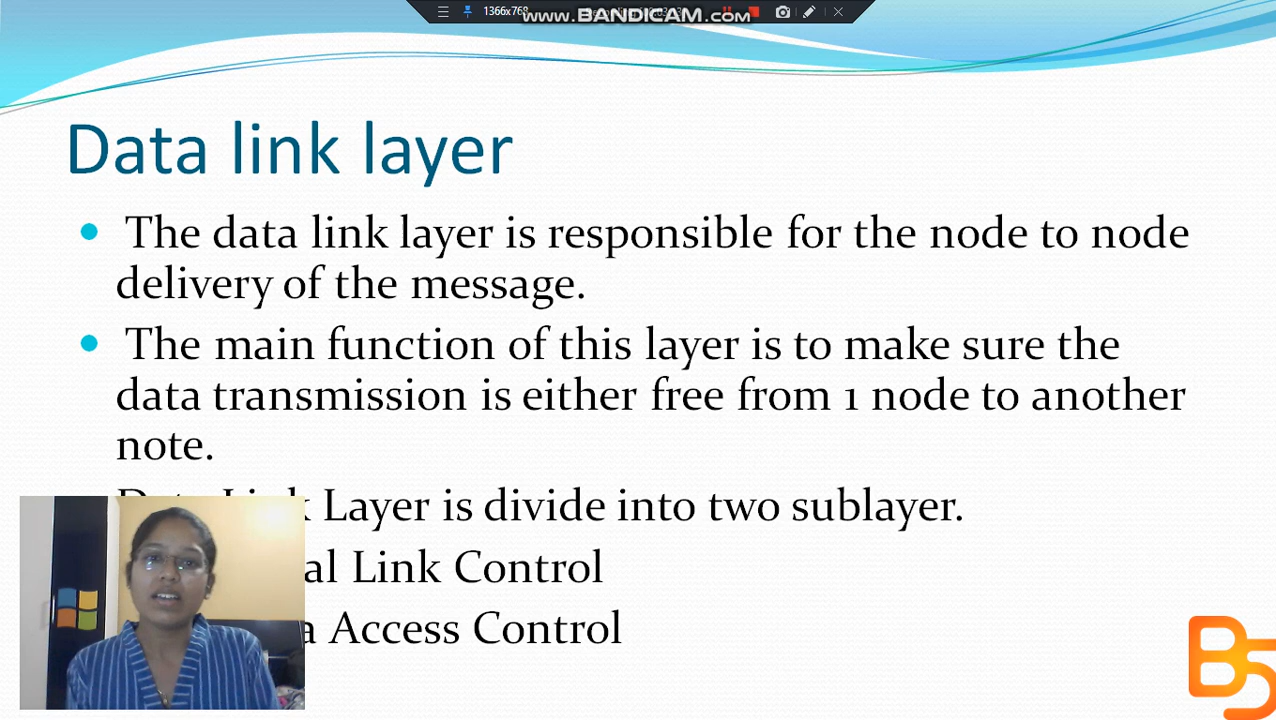 1366x768
www.BANDICAM.com
Data link layer
The data link layer is responsible for the node to node
delivery of the message.
The main function of this layer is to make sure the
data transmission is either free from 1 node to another
note.
Data Link Layer is divide into two sublayer.
al Link Control
a Access Control
B5